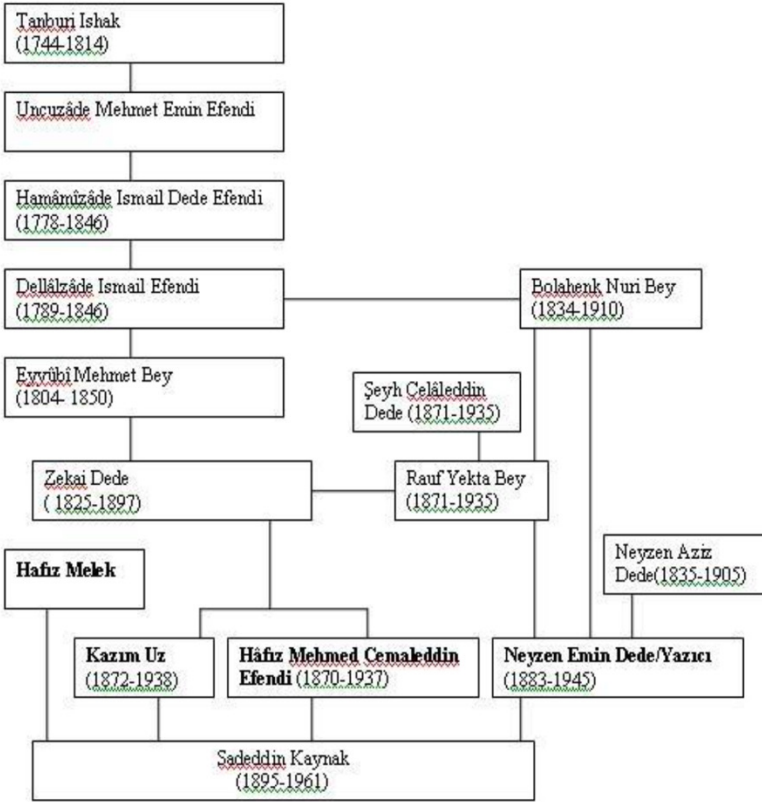 Tanburi Ishak
(1744-1814)
Uncuzâde Mehmet Emin Efendi
Hamâmîzâde Ismail Dede Efendi
(1778-1846)
Dellâlzâde Ismail Efendi
(1789-1846)
Bolahenk Nuri Bey
(1834-1910)
Eyyûbî Mehmet Bey
(1804- 1850)
Şeyh Celâleddin
Dede (1871-1935)
Zekai Dede
( 1825-1897)
Rauf Yekta Bey
(1871-1935)
Neyzen Aziz
Dede(1835-1905)
Hafız Melek
Kazım Uz
(1872-1938)
Hâfız Mehmed Cemaleddin
Efendi (1870-1937)
Neyzen Emin Dede/Yazıcı
(1883-1945)
Sadeddin Kaynak
(1895-1961)